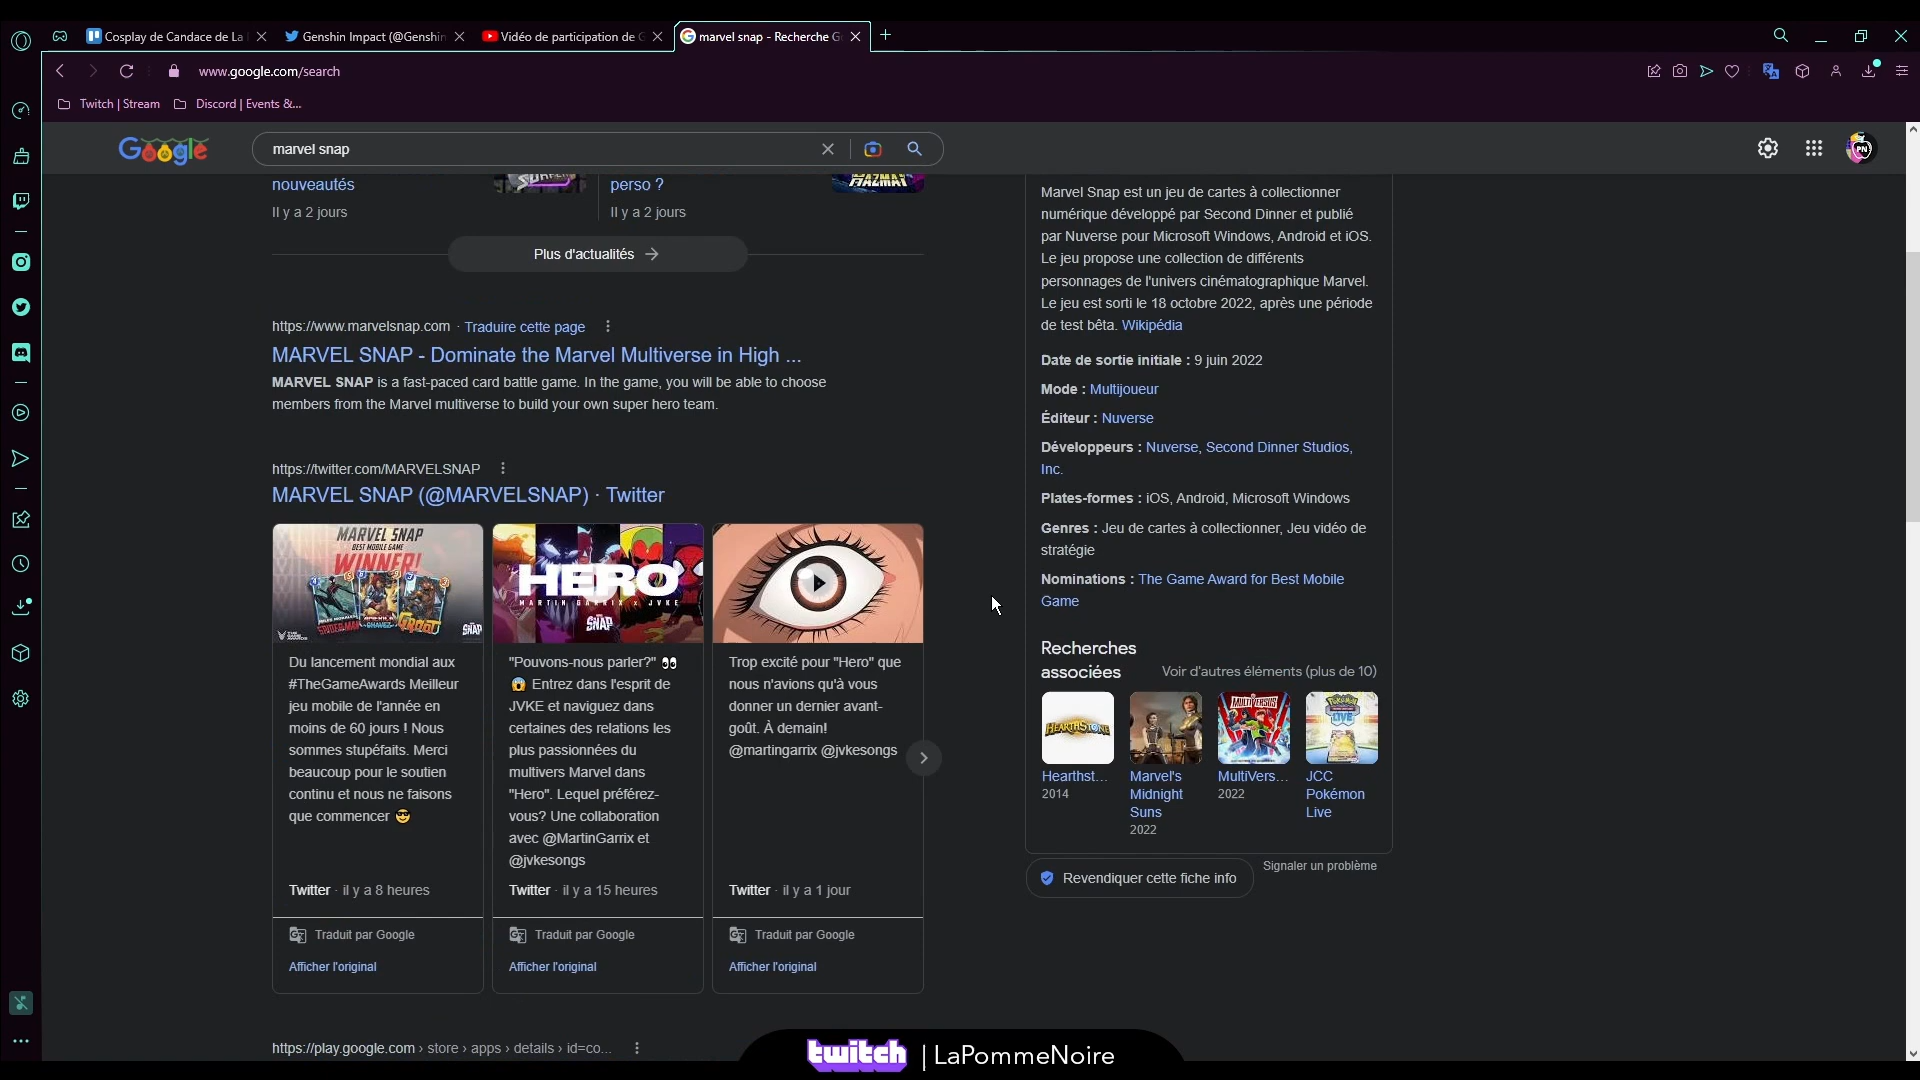 Cosplay de Candace de La
Genshin Impact (@Genshin
Vidéo de participation de G
marvel snap - Recherche G
www.google.com/search
Twitch | Stream
Discord | Events &...
Google
marvel snap
nouveautés
Il y a 2 jours
perso ?
Il y a 2 jours
Plus d'actualités
https://www.marvelsnap.com · Traduire cette page
MARVEL SNAP - Dominate the Marvel Multiverse in High ...
MARVEL SNAP is a fast-paced card battle game. In the game, you will be able to choose
members from the Marvel multiverse to build your own super hero team.
https://twitter.com/MARVELSNAP
MARVEL SNAP (@MARVELSNAP) · Twitter
MARVEL SNAP
BEST MOBILE GAME
WINNER!
SNAP
Du lancement mondial aux
#TheGameAwards Meilleur
jeu mobile de l'année en
moins de 60 jours ! Nous
sommes stupéfaits. Merci
beaucoup pour le soutien
continu et nous ne faisons
que commencer 😎
Twitter · il y a 8 heures
Traduit par Google
Afficher l'original
HERO
MARTIN GARRIX x JVKE
SNAP
"Pouvons-nous parler?" 👀
😱 Entrez dans l'esprit de
JVKE et naviguez dans
certaines des relations les
plus passionnées du
multivers Marvel dans
"Hero". Lequel préférez-
vous? Une collaboration
avec @MartinGarrix et
@jvkesongs
Twitter · il y a 15 heures
Traduit par Google
Afficher l'original
Trop excité pour "Hero" que
nous n'avions qu'à vous
donner un dernier avant-
goût. À demain!
@martingarrix @jvkesongs
Twitter · il y a 1 jour
Traduit par Google
Afficher l'original
https://play.google.com › store › apps › details › id=co...
Marvel Snap est un jeu de cartes à collectionner
numérique développé par Second Dinner et publié
par Nuverse pour Microsoft Windows, Android et iOS.
Le jeu propose une collection de différents
personnages de l'univers cinématographique Marvel.
Le jeu est sorti le 18 octobre 2022, après une période
de test bêta. Wikipédia
Date de sortie initiale : 9 juin 2022
Mode : Multijoueur
Éditeur : Nuverse
Développeurs : Nuverse, Second Dinner Studios,
Inc.
Plates-formes : iOS, Android, Microsoft Windows
Genres : Jeu de cartes à collectionner, Jeu vidéo de
stratégie
Nominations : The Game Award for Best Mobile
Game
Recherches
associées
Voir d'autres éléments (plus de 10)
HEARTHSTONE
Hearthst...
2014
Marvel's
Midnight
Suns
2022
MULTIVERSUS
MultiVers...
2022
LIVE
JCC
Pokémon
Live
Revendiquer cette fiche info
Signaler un problème
twitch | LaPommeNoire